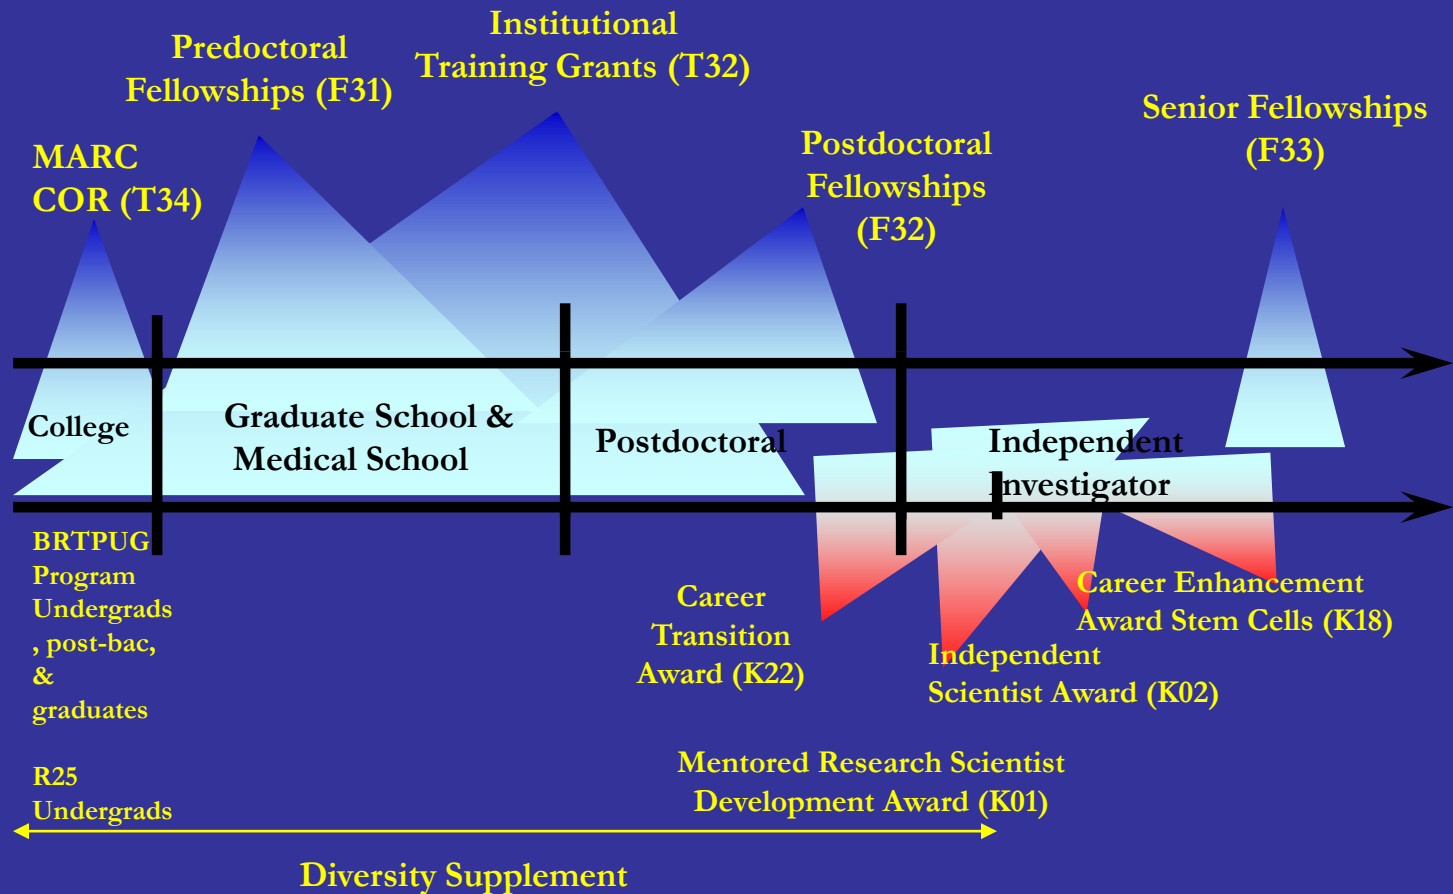 Institutional
Training Grants (T32)
Predoctoral
Fellowships (F31)
Senior Fellowships
(F33)
Postdoctoral
Fellowships
(F32)
MARC
COR (T34)
College
Graduate School &
Medical School
Postdoctoral
Independent
Investigator
BRTPUG
Program
Undergrads
, post-bac,
&
graduates
R25
Undergrads
Career
Transition
Award (K22)
Career Enhancement
Award Stem Cells (K18)
Independent
Scientist Award (K02)
Mentored Research Scientist
Development Award (K01)
Diversity Supplement